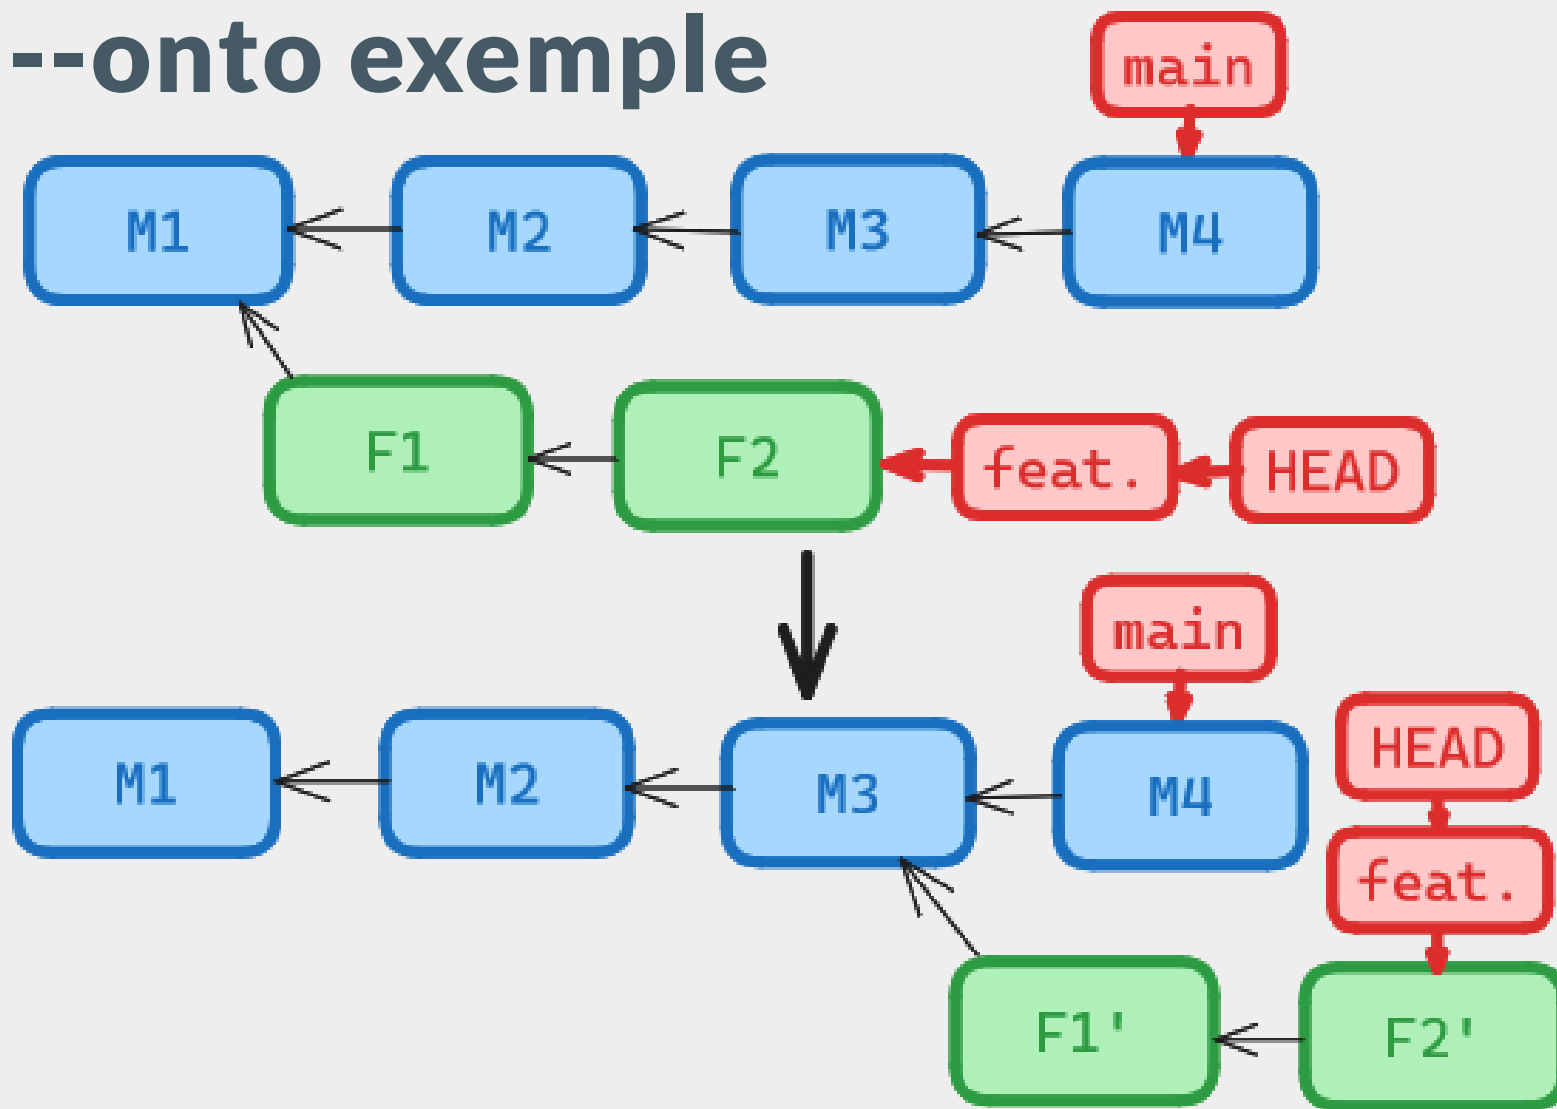 --onto exemple
main
M1 M2 M3 M4
F1 F2 feat. HEAD
main
HEAD
M1 M2 M3 M4
feat.
F1' F2'